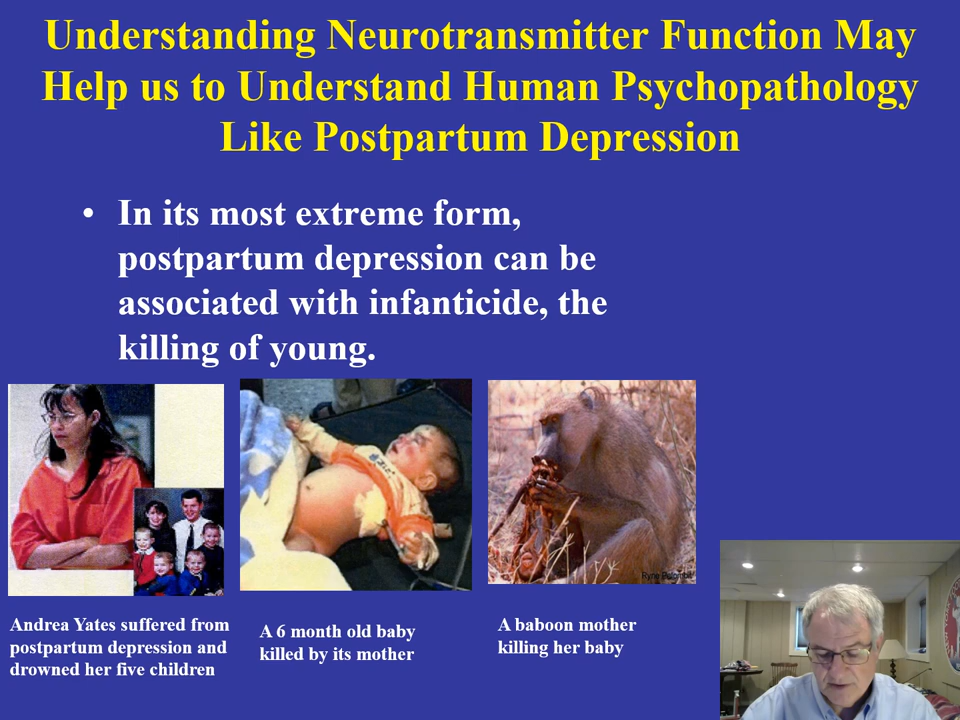 Understanding Neurotransmitter Function May
Help us to Understand Human Psychopathology
Like Postpartum Depression
• In its most extreme form,
postpartum depression can be
associated with infanticide, the
killing of young.
Andrea Yates suffered from
postpartum depression and
drowned her five children
A 6 month old baby
killed by its mother
A baboon mother
killing her baby